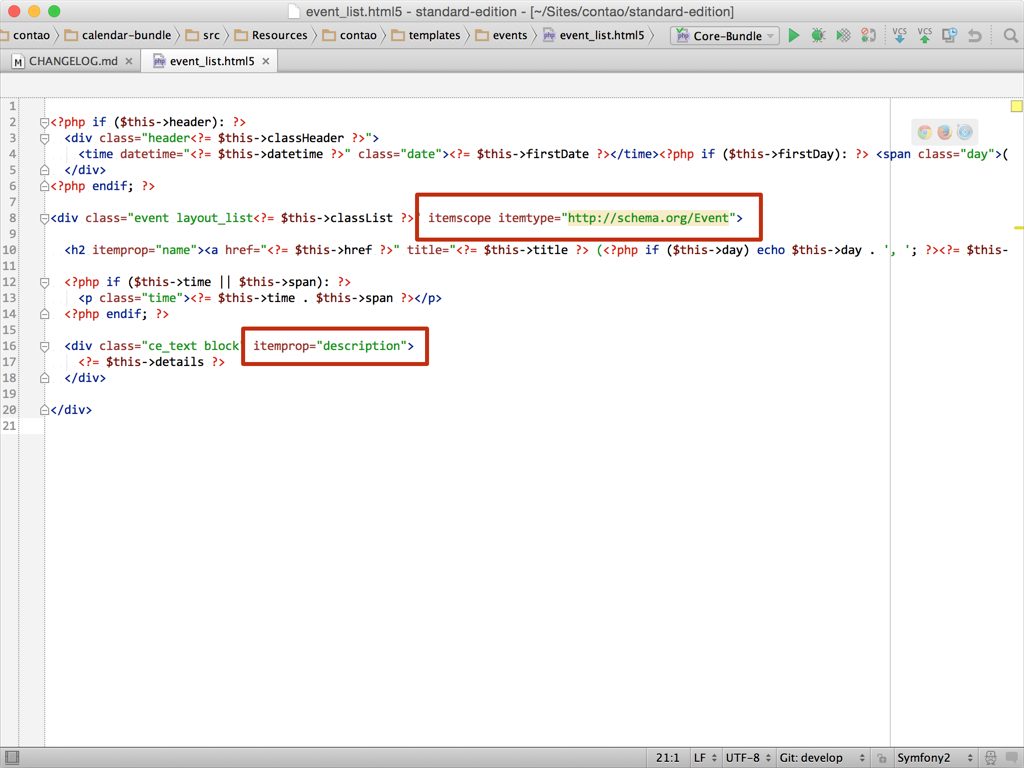 event_list.html5 - standard-edition - [~/Sites/contao/standard-edition]
contao calendar-bundle src Resources contao templates events event_list.html5 Core-Bundle VCS VCS
CHANGELOG.md event_list.html5
1
2 <?php if ($this->header): ?>
3 <div class="header<?= $this->classHeader ?>">
4 <time datetime="<?= $this->datetime ?>" class="date"><?= $this->firstDate ?></time><?php if ($this->firstDay): ?> <span class="day">(
5 </div>
6 <?php endif; ?>
7
8 <div class="event layout_list<?= $this->classList ?>" itemscope itemtype="http://schema.org/Event">
9
10 <h2 itemprop="name"><a href="<?= $this->href ?>" title="<?= $this->title ?> (<?php if ($this->day) echo $this->day . ', '; ?><?= $this-
11
12 <?php if ($this->time || $this->span): ?>
13 <p class="time"><?= $this->time . $this->span ?></p>
14 <?php endif; ?>
15
16 <div class="ce_text block" itemprop="description">
17 <?= $this->details ?>
18 </div>
19
20 </div>
21
21:1 LF UTF-8 Git: develop Symfony2